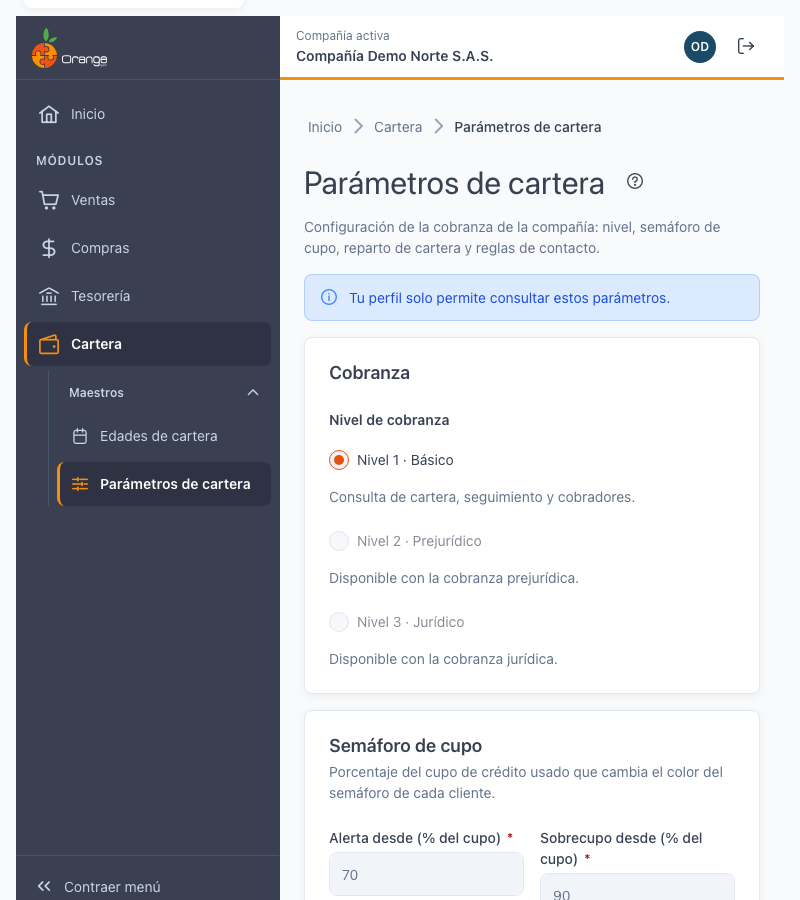 Orange
Compañía activa
Compañía Demo Norte S.A.S.
OD
Inicio
MÓDULOS
Ventas
Compras
Tesorería
Cartera
Maestros
Edades de cartera
Parámetros de cartera
Contraer menú
Inicio Cartera Parámetros de cartera
Parámetros de cartera
Configuración de la cobranza de la compañía: nivel, semáforo de
cupo, reparto de cartera y reglas de contacto.
Tu perfil solo permite consultar estos parámetros.
Cobranza
Nivel de cobranza
Nivel 1 · Básico
Consulta de cartera, seguimiento y cobradores.
Nivel 2 · Prejurídico
Disponible con la cobranza prejurídica.
Nivel 3 · Jurídico
Disponible con la cobranza jurídica.
Semáforo de cupo
Porcentaje del cupo de crédito usado que cambia el color del
semáforo de cada cliente.
Alerta desde (% del cupo) *
70
Sobrecupo desde (% del
cupo) *
90